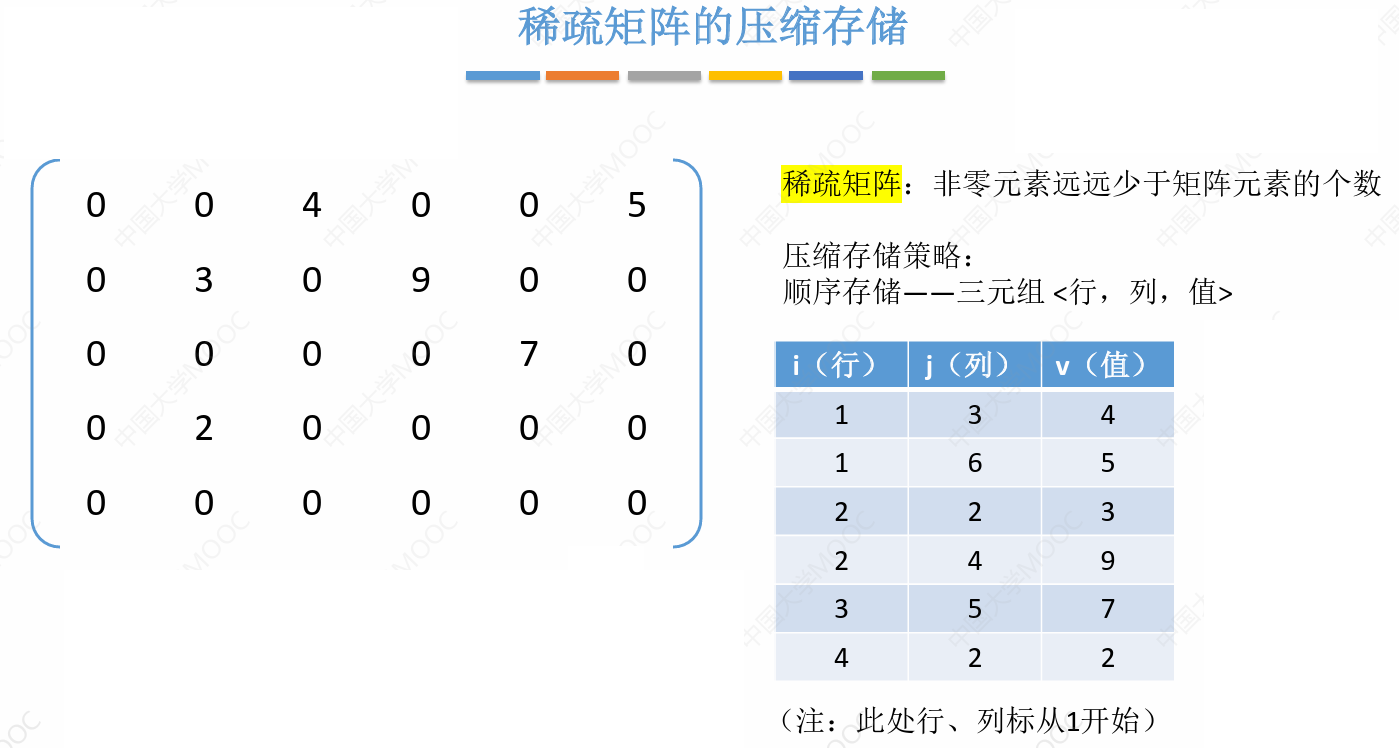 稀疏矩阵的压缩存储
0 0 4 0 0 5
0 3 0 9 0 0
0 0 0 0 7 0
0 2 0 0 0 0
0 0 0 0 0 0
稀疏矩阵：非零元素远远少于矩阵元素的个数
压缩存储策略：
顺序存储——三元组 <行，列，值>
i（行） j（列） v（值）
1 3 4
1 6 5
2 2 3
2 4 9
3 5 7
4 2 2
（注：此处行、列标从1开始）
中国大学MOOC